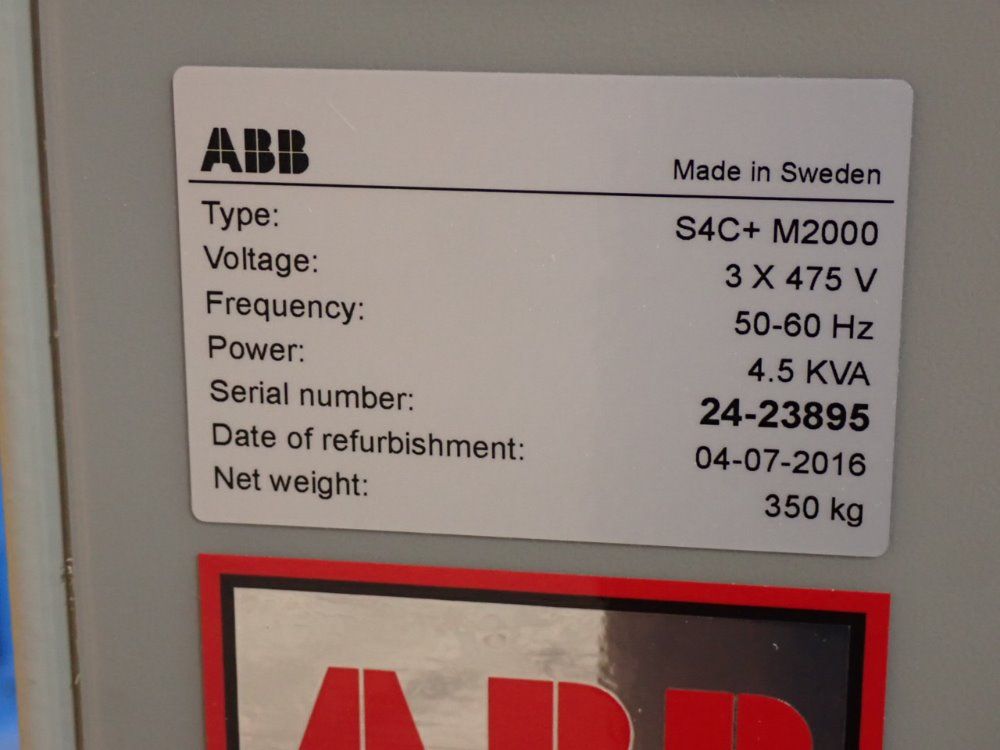 ABB
Made in Sweden
Type: S4C+ M2000
Voltage: 3 X 475 V
Frequency: 50-60 Hz
Power: 4.5 KVA
Serial number: 24-23895
Date of refurbishment: 04-07-2016
Net weight: 350 kg
ABB